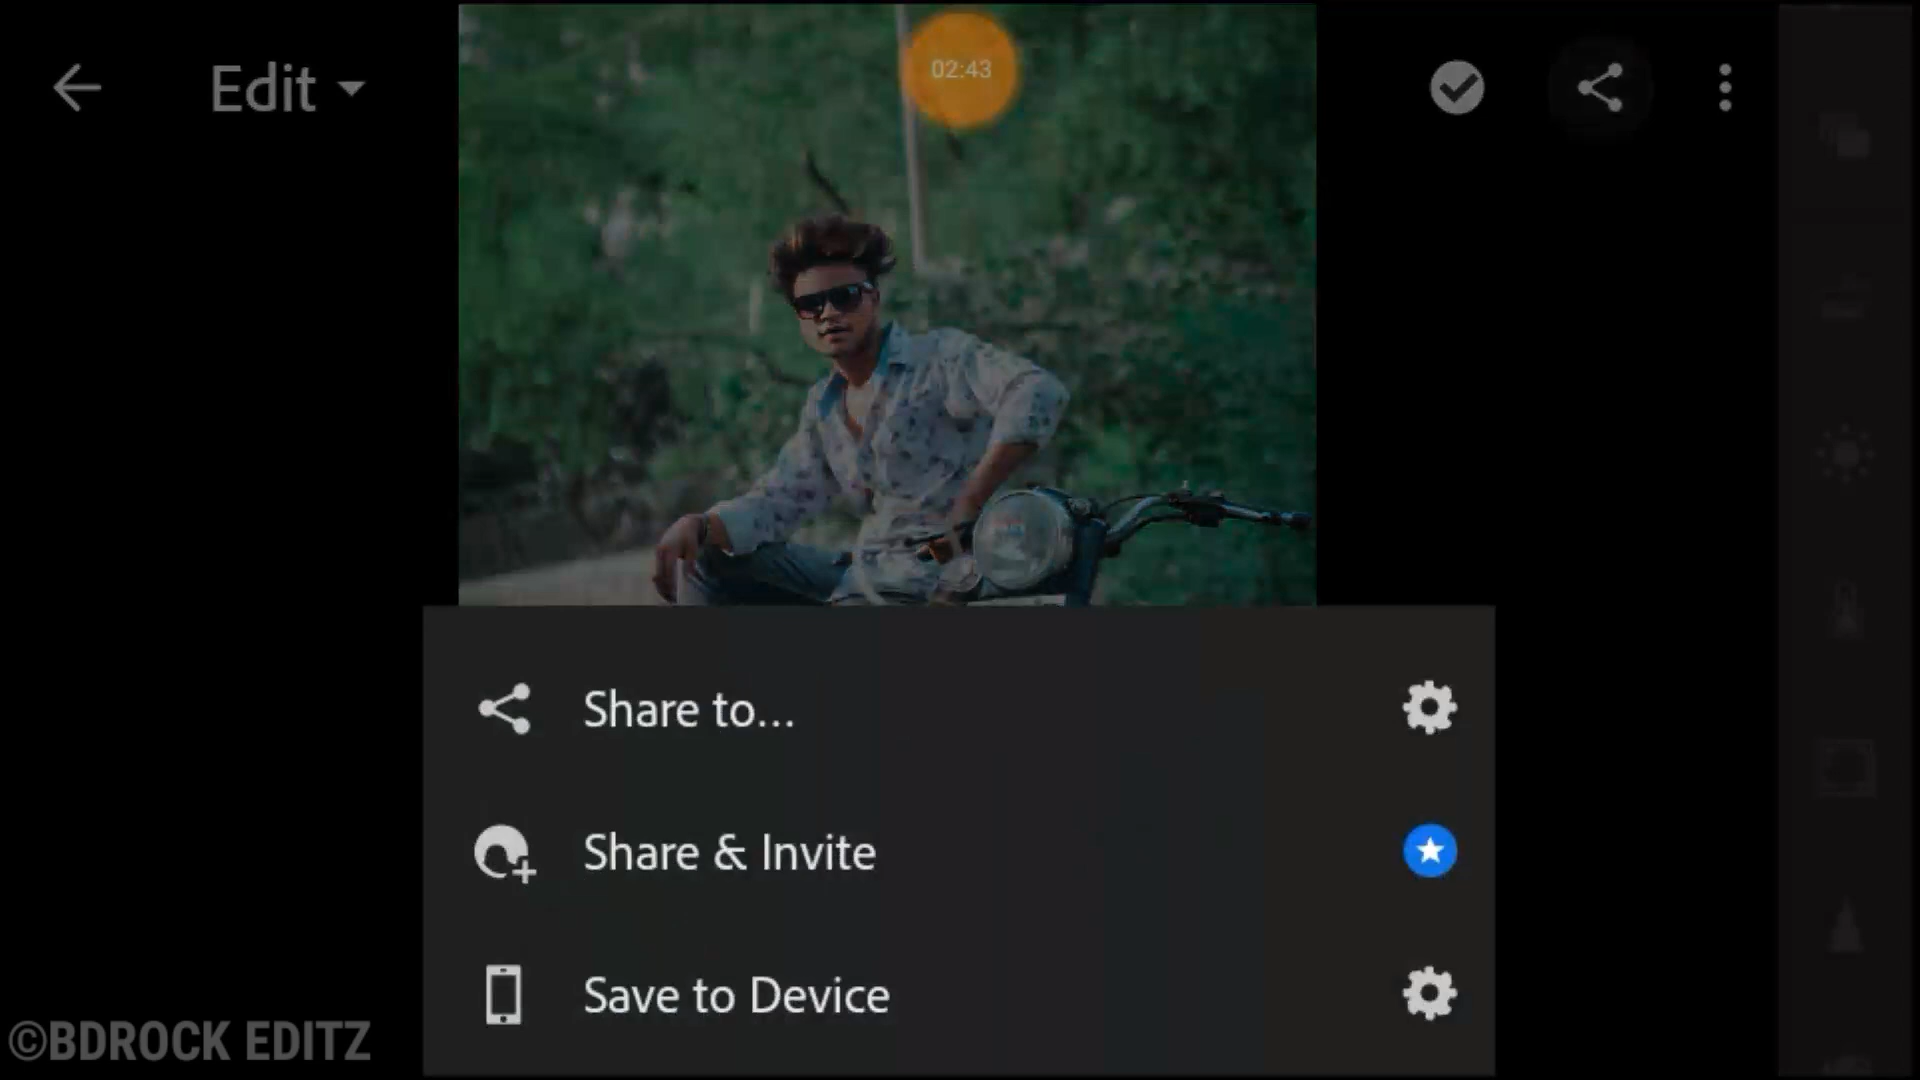 Edit
02:43
Share to...
Share & Invite
Save to Device
©BDROCK EDITZ